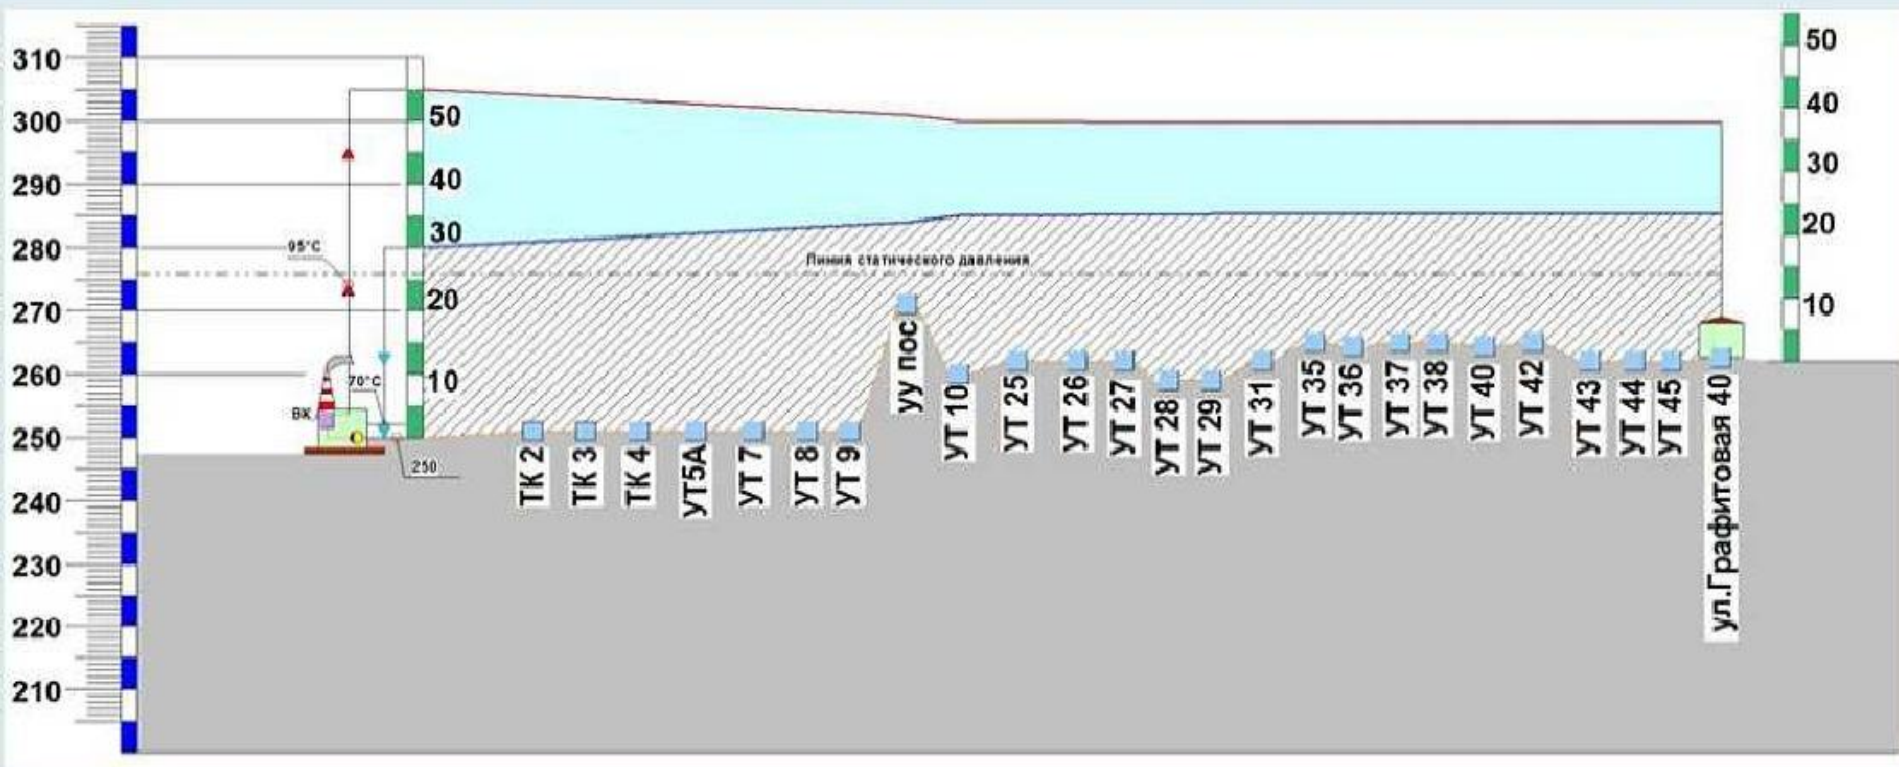 310
300
290
280
270
260
250
240
230
220
210
95°C
70°C
ВК
250
50
40
30
20
10
Линия статического давления
ТК 2
ТК 3
ТК 4
УТ5А
УТ 7
УТ 8
УТ 9
уу пос
УТ 10
УТ 25
УТ 26
УТ 27
УТ 28
УТ 29
УТ 31
УТ 35
УТ 36
УТ 37
УТ 38
УТ 40
УТ 42
УТ 43
УТ 44
УТ 45
ул.Графитовая 40
50
40
30
20
10